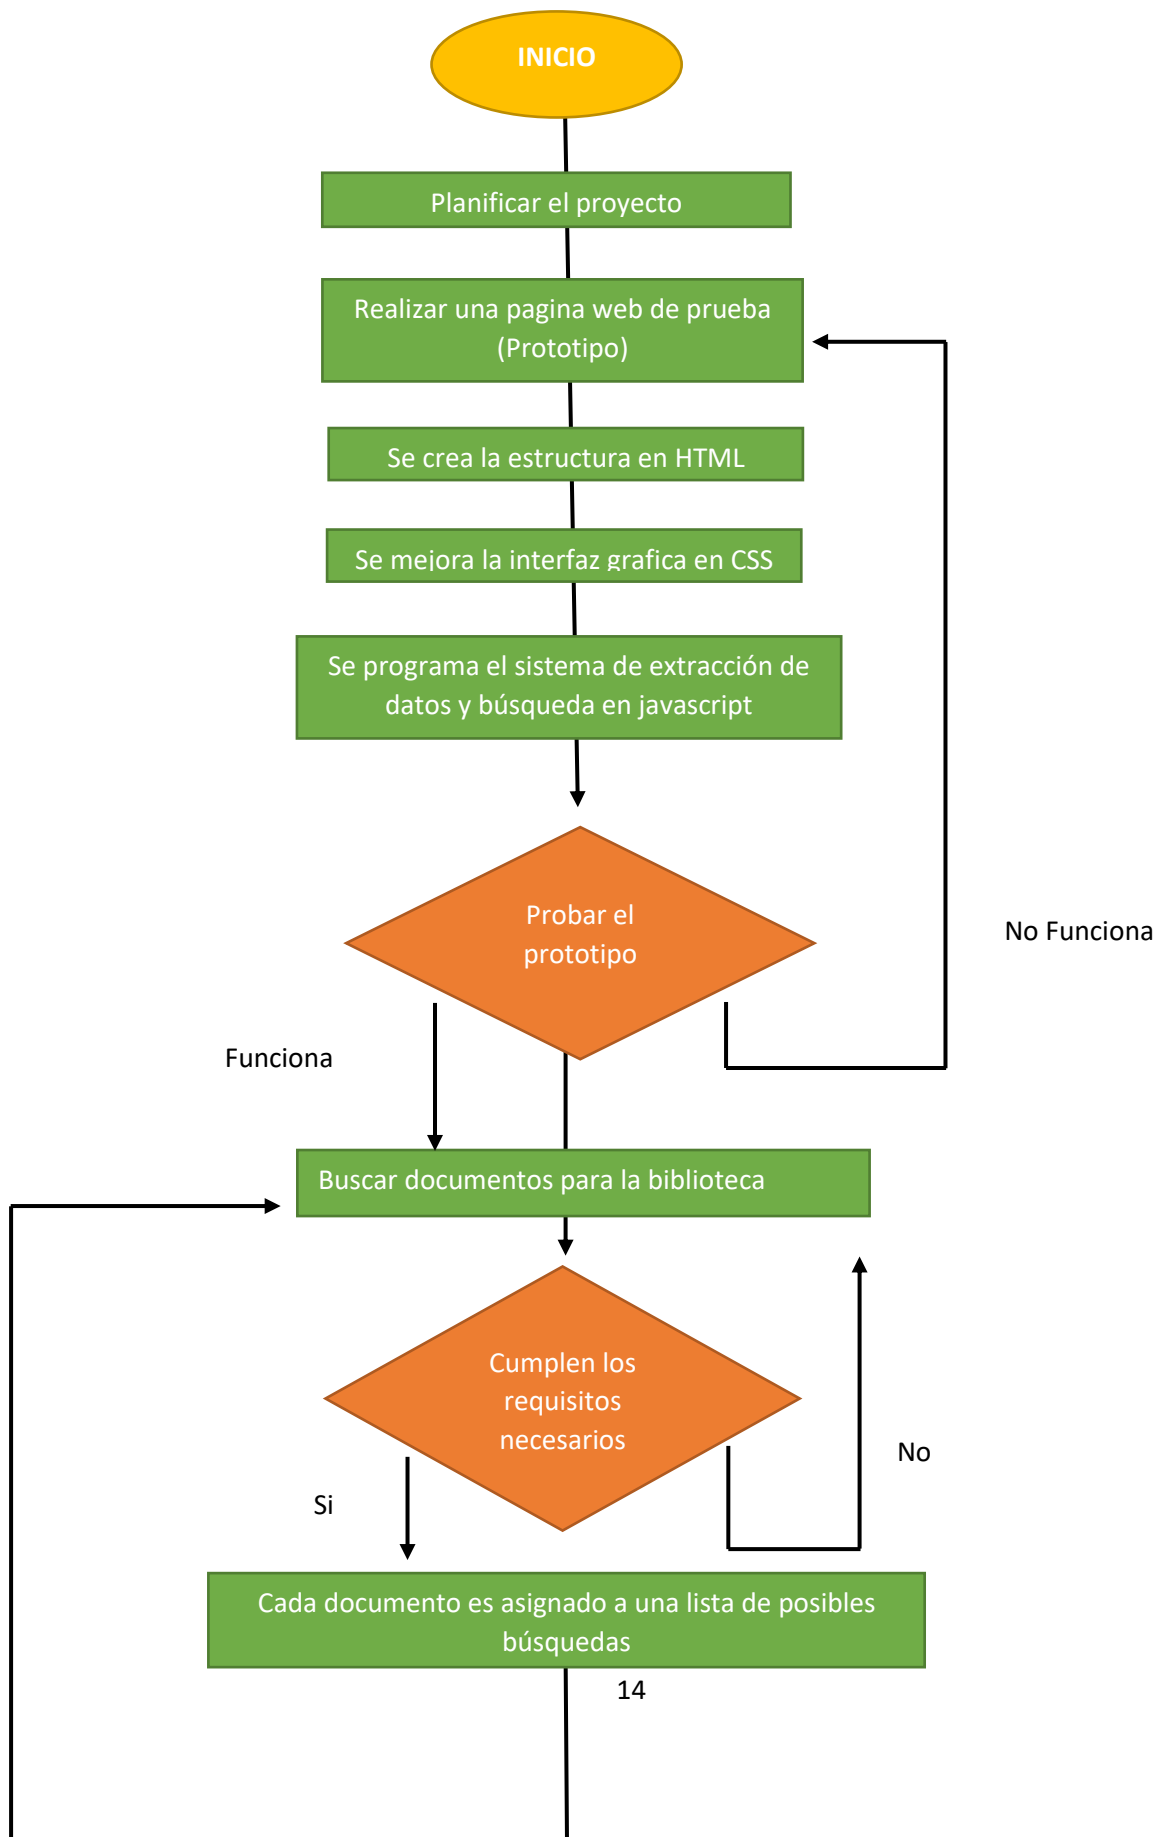 INICIO
Planificar el proyecto
Realizar una pagina web de prueba
(Prototipo)
Se crea la estructura en HTML
Se mejora la interfaz grafica en CSS
Se programa el sistema de extracción de
datos y búsqueda en javascript
Probar el
prototipo
No Funciona
Funciona
Buscar documentos para la biblioteca
Cumplen los
requisitos
necesarios
No
Si
Cada documento es asignado a una lista de posibles
búsquedas
14